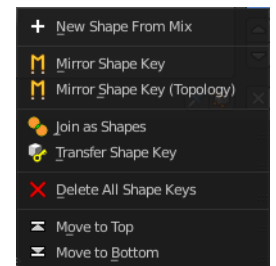 New Shape From Mix
Mirror Shape Key
Mirror Shape Key (Topology)
Join as Shapes
Transfer Shape Key
Delete All Shape Keys
Move to Top
Move to Bottom